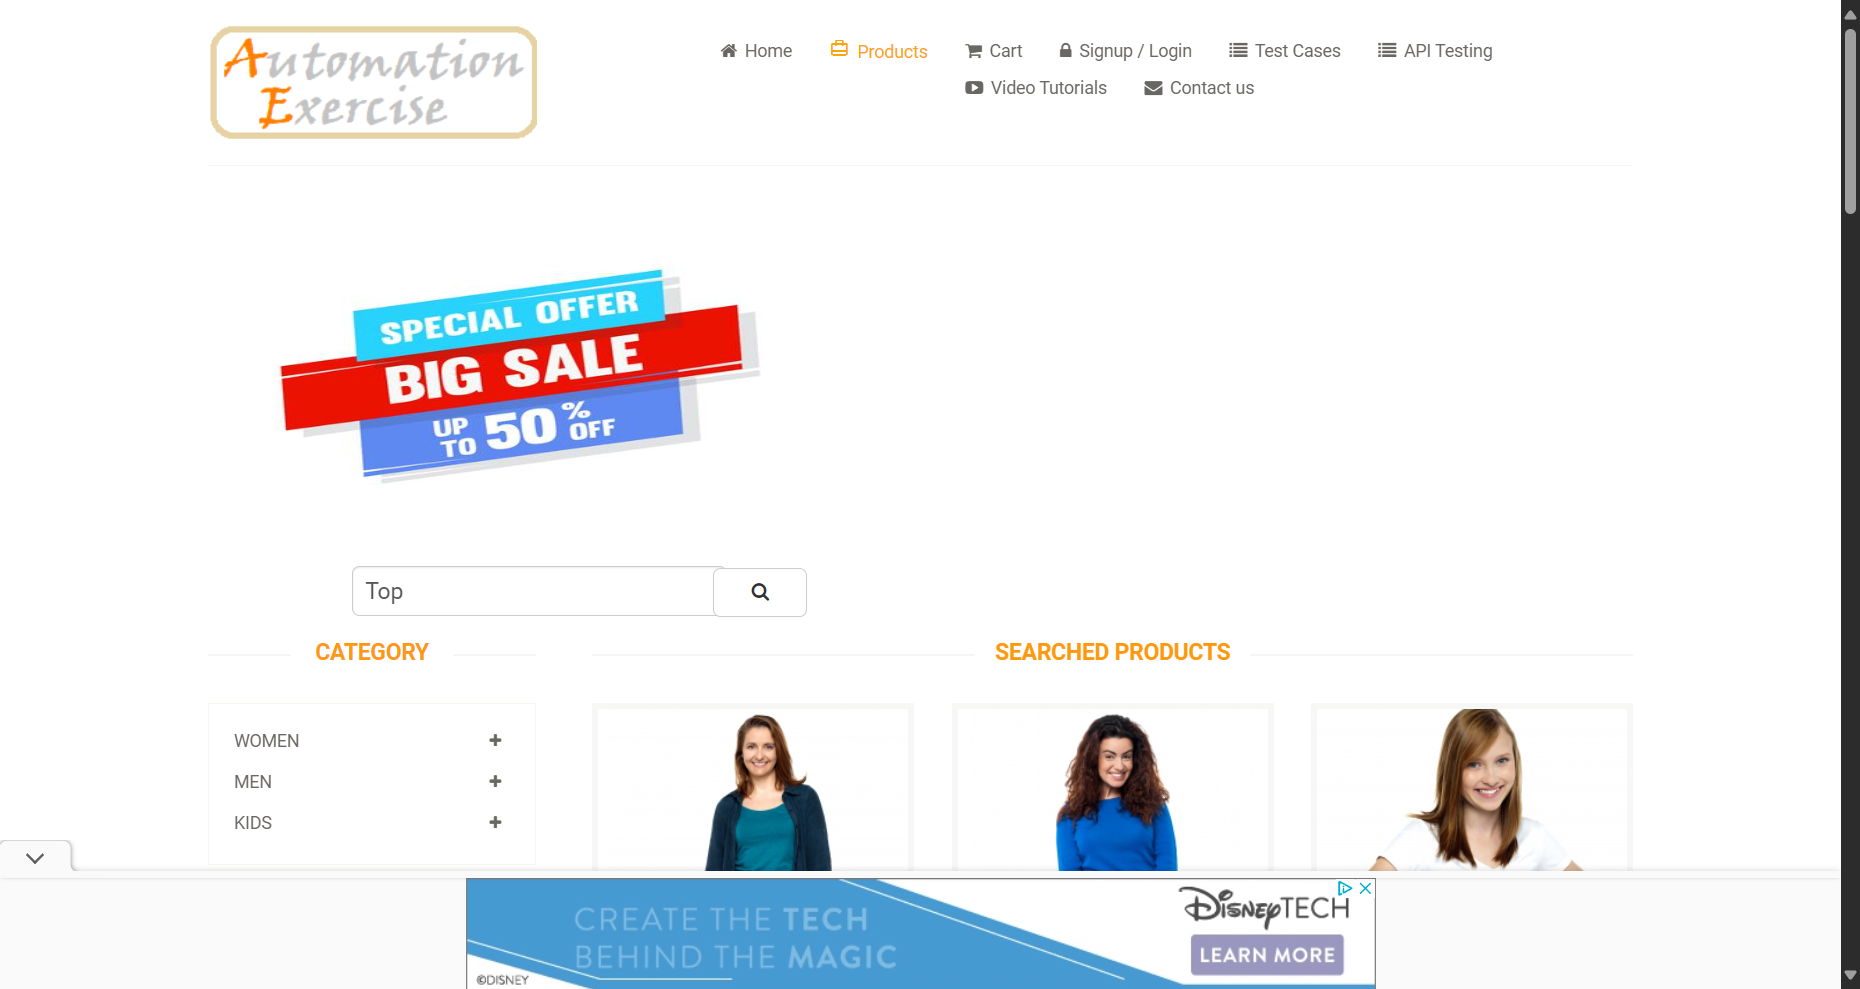 Automation
Exercise
Home
Products
Cart
Signup / Login
Test Cases
API Testing
Video Tutorials
Contact us
SPECIAL OFFER
BIG SALE
UP TO 50% OFF
Top
CATEGORY
SEARCHED PRODUCTS
WOMEN
MEN
KIDS
CREATE THE TECH
BEHIND THE MAGIC
©DISNEY
DISNEYTECH
LEARN MORE